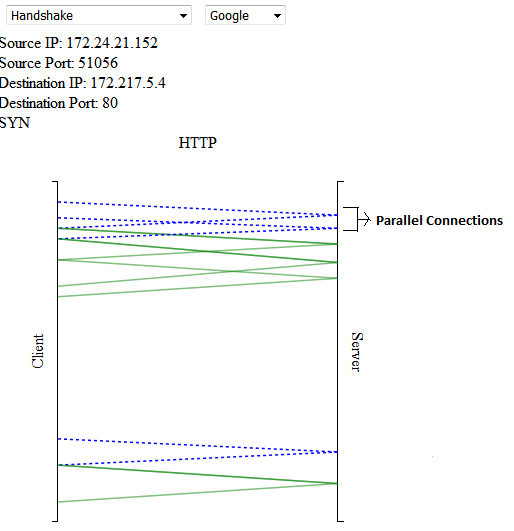 Handshake Google
Source IP: 172.24.21.152
Source Port: 51056
Destination IP: 172.217.5.4
Destination Port: 80
SYN
HTTP
Parallel Connections
Client
Server